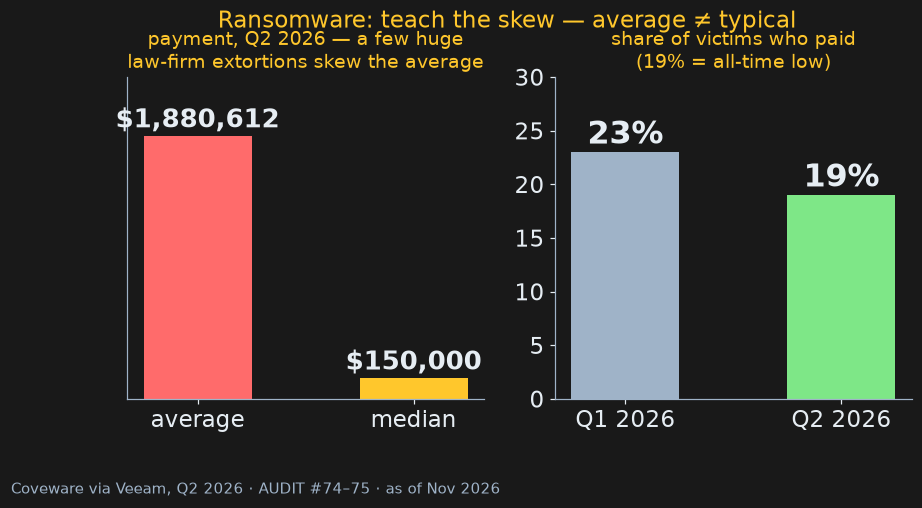 Ransomware: teach the skew — average ≠ typical
payment, Q2 2026 — a few huge
law-firm extortions skew the average
$1,880,612
$150,000
average
median
share of victims who paid
(19% = all-time low)
30
25
20
15
10
5
0
23%
19%
Q1 2026
Q2 2026
Coveware via Veeam, Q2 2026 · AUDIT #74–75 · as of Nov 2026